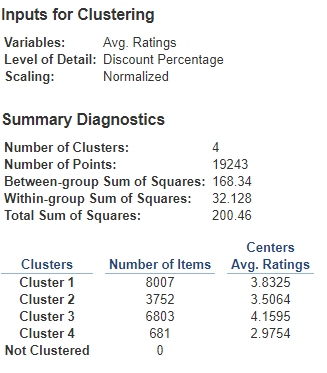 Inputs for Clustering
Variables: Avg. Ratings
Level of Detail: Discount Percentage
Scaling: Normalized
Summary Diagnostics
Number of Clusters: 4
Number of Points: 19243
Between-group Sum of Squares: 168.34
Within-group Sum of Squares: 32.128
Total Sum of Squares: 200.46
Centers
Clusters Number of Items Avg. Ratings
Cluster 1 8007 3.8325
Cluster 2 3752 3.5064
Cluster 3 6803 4.1595
Cluster 4 681 2.9754
Not Clustered 0